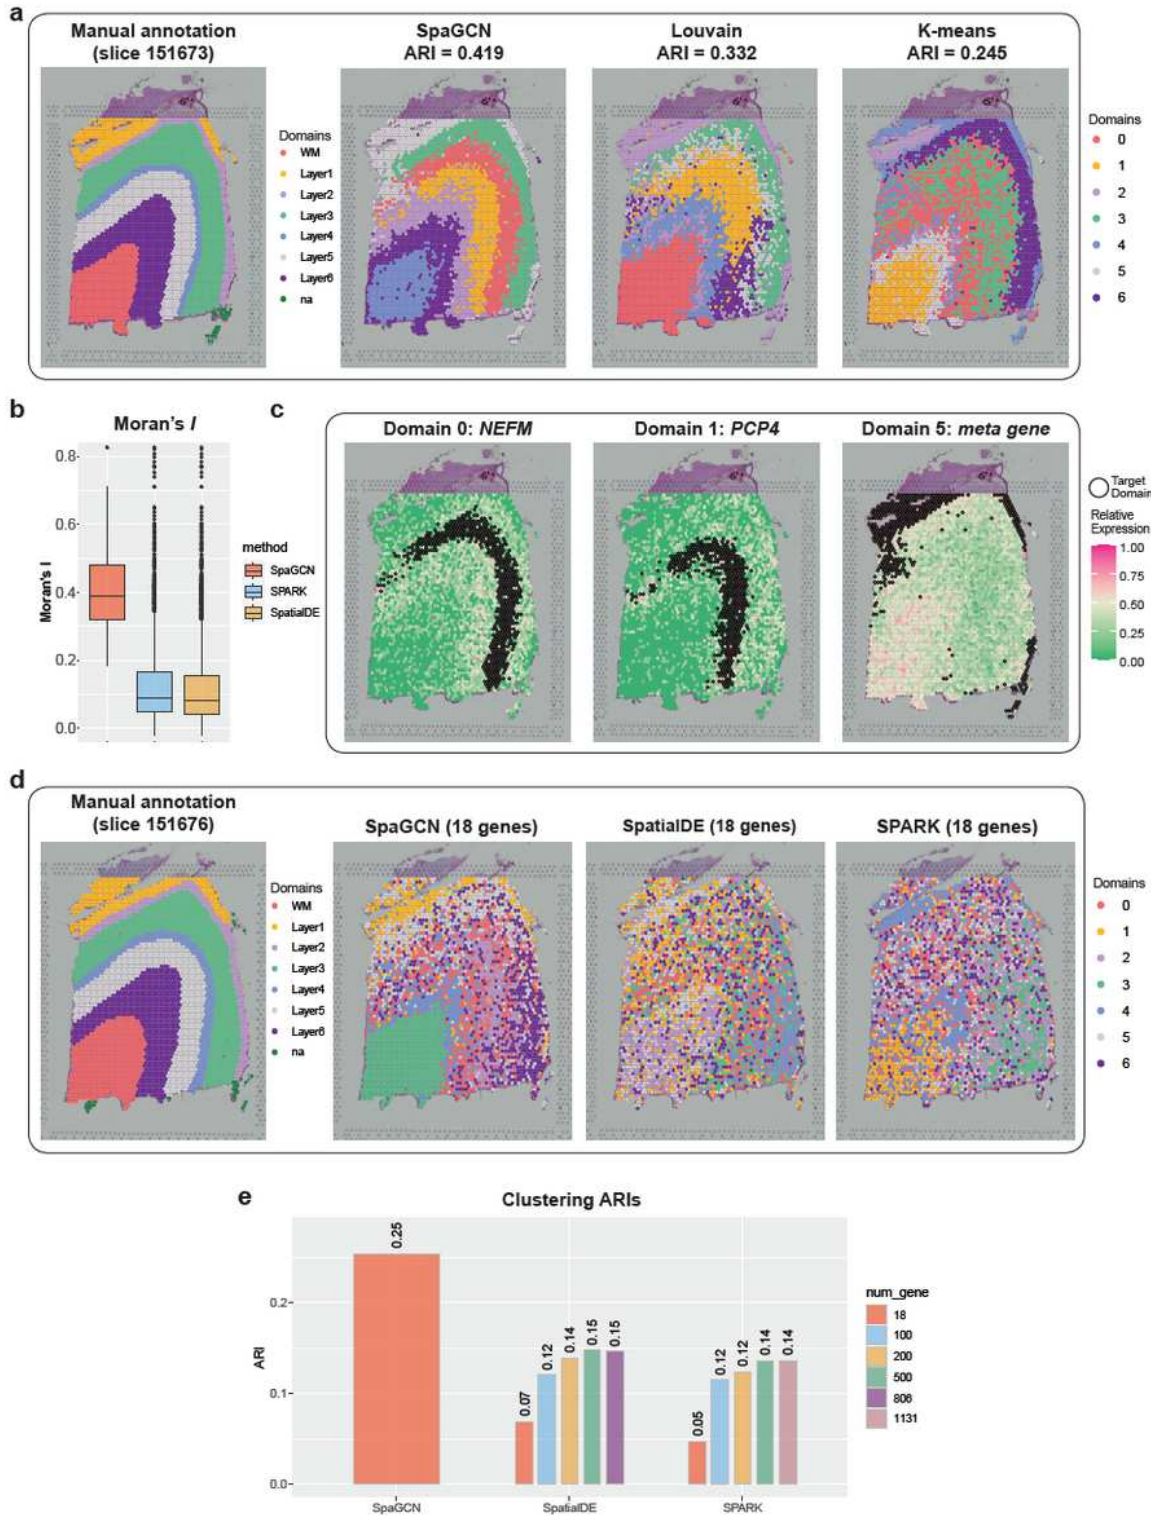 a
Manual annotation
(slice 151673)
SpaGCN
ARI = 0.419
Louvain
ARI = 0.332
K-means
ARI = 0.245
Domains
WM
Layer1
Layer2
Layer3
Layer4
Layer5
Layer6
na
Domains
0
1
2
3
4
5
6
b
Moran's I
Moran's I
0.8
0.6
0.4
0.2
0.0
method
SpaGCN
SPARK
SpatialDE
c
Domain 0: NEFM
Domain 1: PCP4
Domain 5: meta gene
Target
Domain
Relative
Expression
1.00
0.75
0.50
0.25
0.00
d
Manual annotation
(slice 151676)
SpaGCN (18 genes)
SpatialDE (18 genes)
SPARK (18 genes)
Domains
WM
Layer1
Layer2
Layer3
Layer4
Layer5
Layer6
na
Domains
0
1
2
3
4
5
6
e
Clustering ARIs
ARI
0.2
0.1
0.0
0.25
0.07
0.12
0.14
0.15
0.15
0.05
0.12
0.12
0.14
0.14
SpaGCN
SpatialDE
SPARK
num_gene
18
100
200
500
806
1131